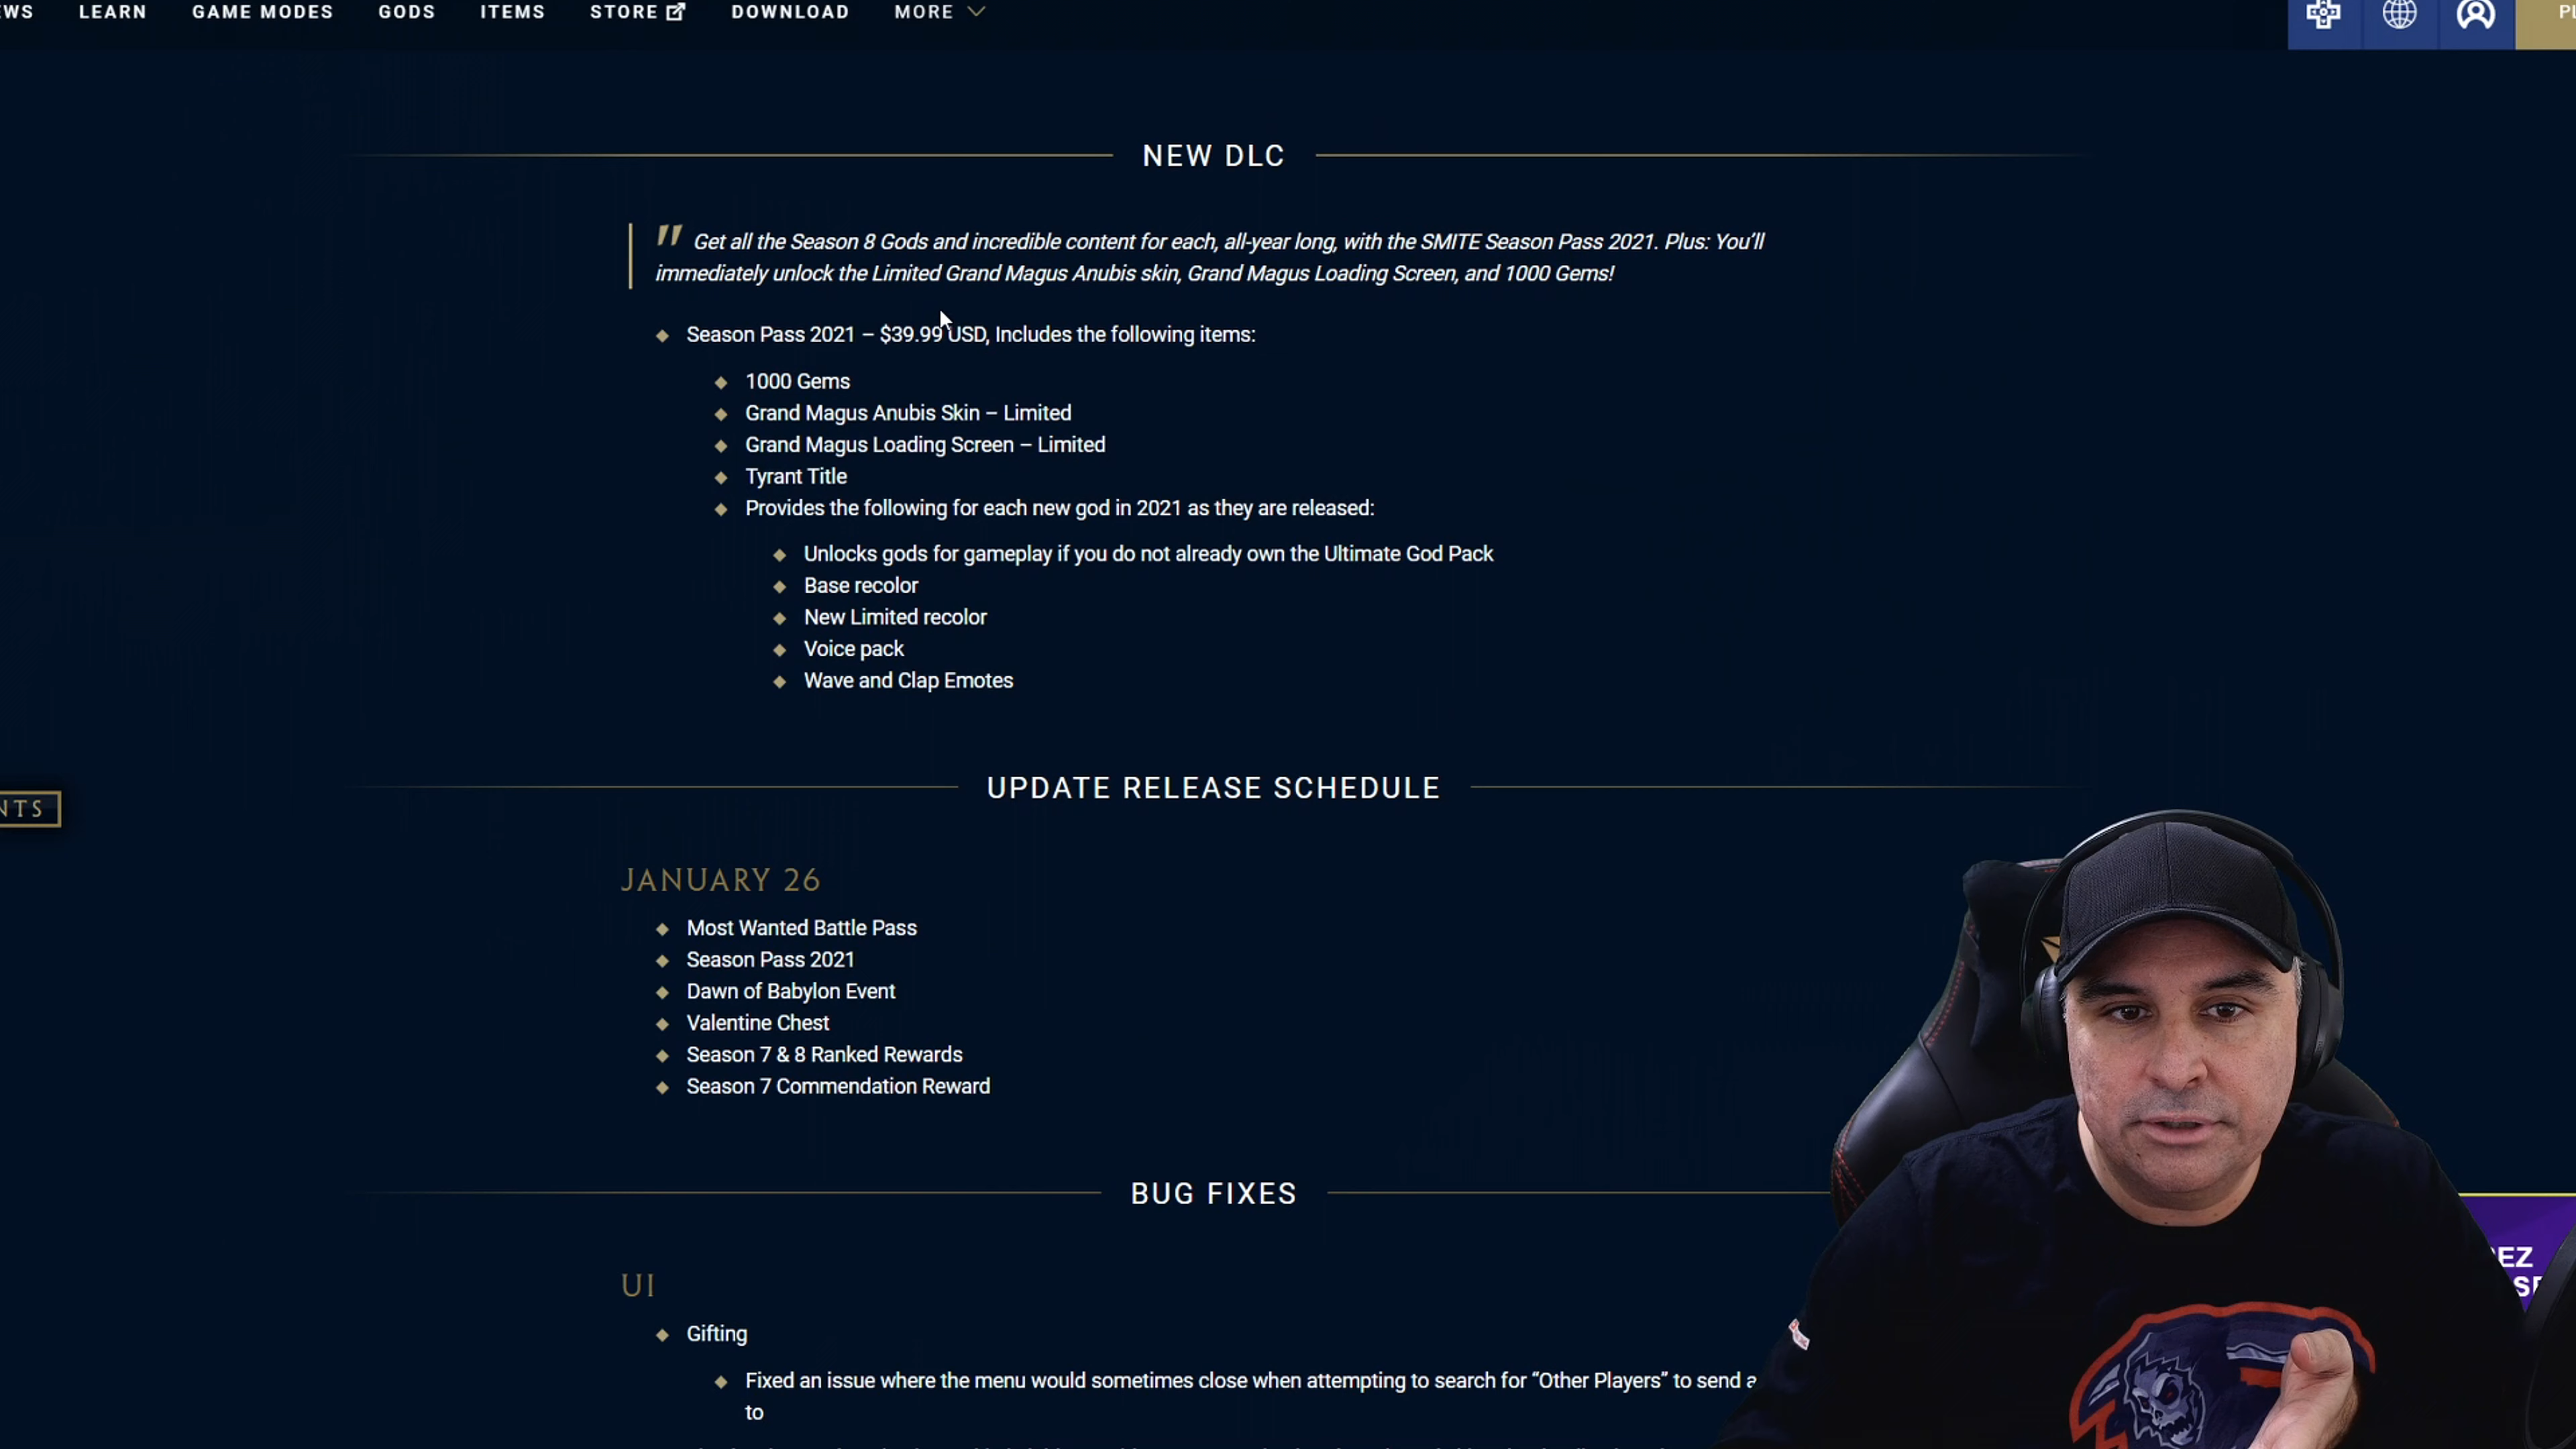 LEARN GAME MODES GODS ITEMS STORE DOWNLOAD MORE
NEW DLC
" Get all the Season 8 Gods and incredible content for each, all-year long, with the SMITE Season Pass 2021. Plus: You'll
immediately unlock the Limited Grand Magus Anubis skin, Grand Magus Loading Screen, and 1000 Gems!
Season Pass 2021 – $39.99 USD, Includes the following items:
1000 Gems
Grand Magus Anubis Skin – Limited
Grand Magus Loading Screen – Limited
Tyrant Title
Provides the following for each new god in 2021 as they are released:
Unlocks gods for gameplay if you do not already own the Ultimate God Pack
Base recolor
New Limited recolor
Voice pack
Wave and Clap Emotes
UPDATE RELEASE SCHEDULE
NTS
JANUARY 26
Most Wanted Battle Pass
Season Pass 2021
Dawn of Babylon Event
Valentine Chest
Season 7 & 8 Ranked Rewards
Season 7 Commendation Reward
BUG FIXES
UI
Gifting
Fixed an issue where the menu would sometimes close when attempting to search for “Other Players” to send a
to